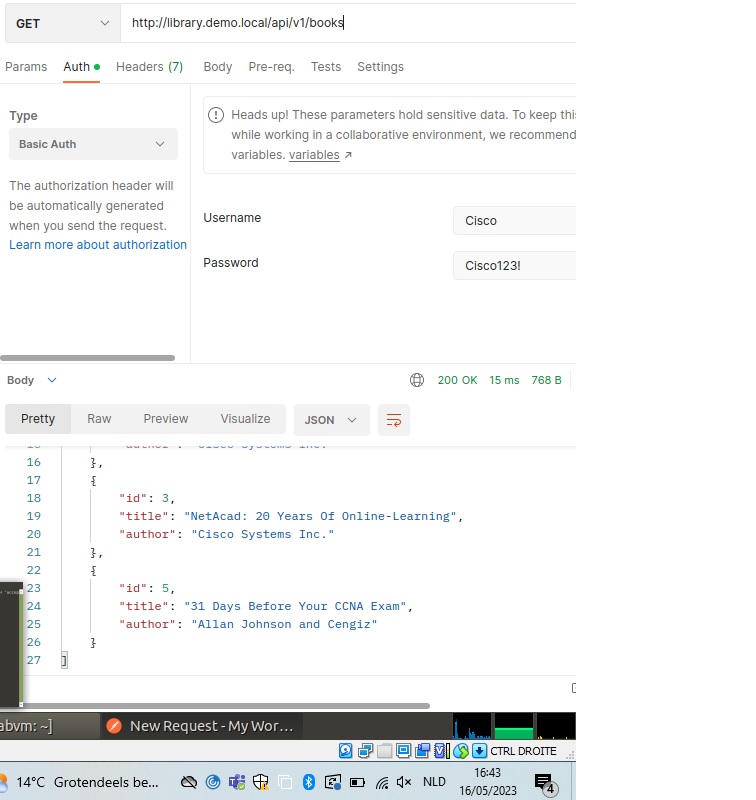 GET http://library.demo.local/api/v1/books
Params Auth Headers (7) Body Pre-req. Tests Settings
Type
Basic Auth
The authorization header will
be automatically generated
when you send the request.
Learn more about authorization
Heads up! These parameters hold sensitive data. To keep this
while working in a collaborative environment, we recommend
variables. variables ↗
Username Cisco
Password Cisco123!
Body 200 OK 15 ms 768 B
Pretty Raw Preview Visualize JSON
15 "author": "Cisco Systems Inc."
16 },
17 {
18 "id": 3,
19 "title": "NetAcad: 20 Years Of Online-Learning",
20 "author": "Cisco Systems Inc."
21 },
22 {
23 "id": 5,
24 "title": "31 Days Before Your CCNA Exam",
25 "author": "Allan Johnson and Cengiz"
26 }
27 ]
abvm: ~] New Request - My Wor...
CTRL DROITE
14°C Grotendeels be... NLD 16:43
16/05/2023 4